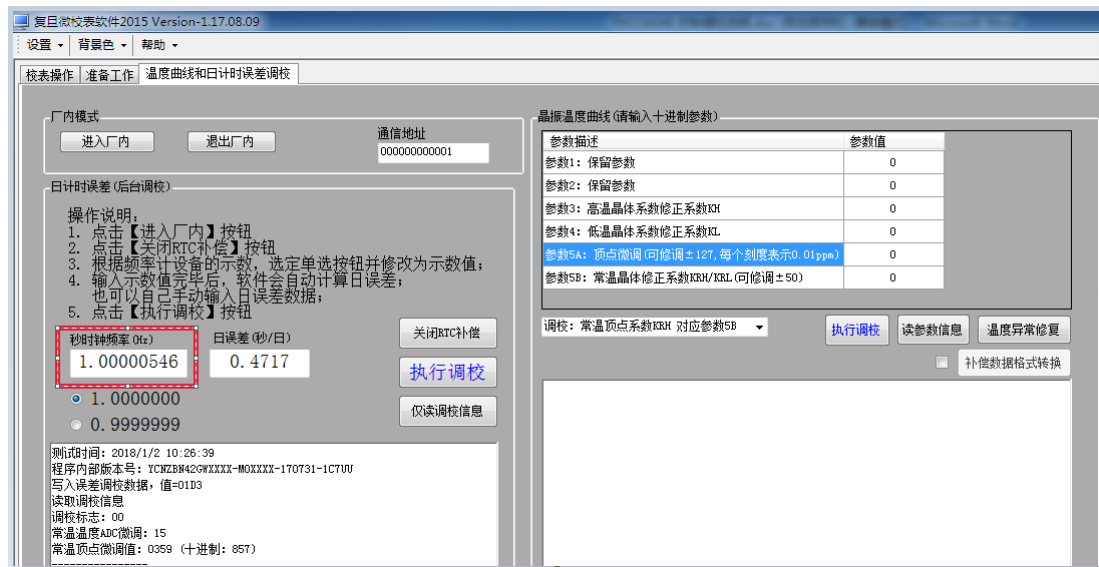 复旦微校表软件2015 Version-1.17.08.09
设置 背景色 帮助
校表操作 准备工作 温度曲线和日计时误差调校
厂内模式
进入厂内 退出厂内
通信地址
000000000001
日计时误差(后台调校)
操作说明:
1. 点击【进入厂内】按钮
2. 点击【关闭RTC补偿】按钮
3. 根据频率计设备的示数，选定单选按钮并修改为示数值;
4. 输入示数值完毕后，软件会自动计算日误差;
也可以自己手动输入日误差数据;
5. 点击【执行调校】按钮
秒时钟频率(Hz) 日误差(秒/日)
1.00000546 0.4717
1.0000000
0.9999999
关闭RTC补偿
执行调校
仅读调校信息
测试时间: 2018/1/2 10:26:39
程序内部版本号: YCNZBN42GWXXXX-MOXXXX-170731-1C7UU
写入误差调校数据，值=01D3
读取调校信息
调校标志: 00
常温温度ADC微调: 15
常温顶点微调值: 0359 (十进制: 857)
----------------
晶振温度曲线(请输入十进制参数)
参数描述 参数值
参数1: 保留参数 0
参数2: 保留参数 0
参数3: 高温晶体系数修正系数KH 0
参数4: 低温晶体系数修正系数KL 0
参数5A: 顶点微调(可修调±127,每个刻度表示0.01ppm) 0
参数5B: 常温晶体修正系数KRH/KRL(可修调±50) 0
调校: 常温顶点系数KRH 对应参数5B 执行调校 读参数信息 温度异常修复
补偿数据格式转换